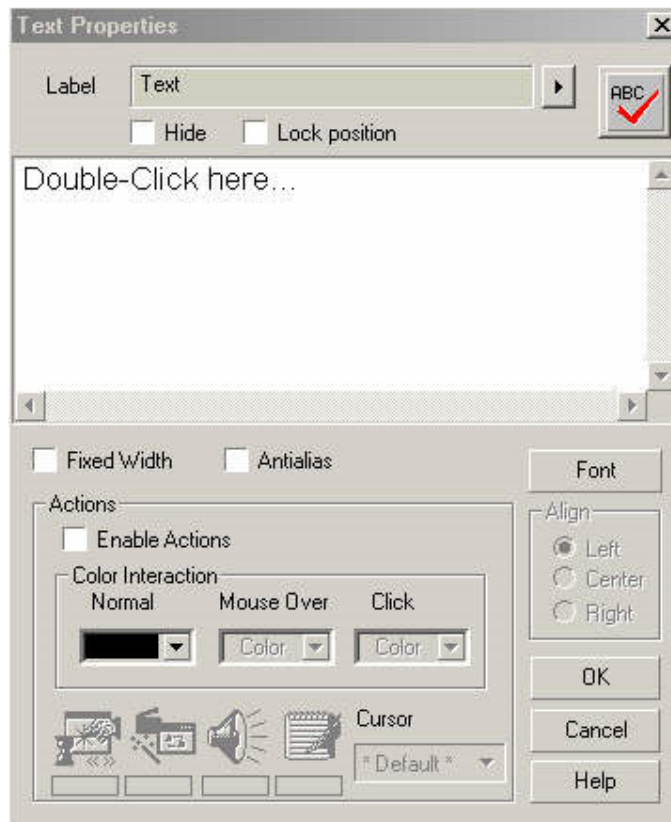 Text Properties
Label Text
ABC
Hide Lock position
Double-Click here...
Fixed Width Antialias
Font
Actions
Enable Actions
Color Interaction
Normal Mouse Over Click
Color Color
Cursor
* Default *
Align
Left
Center
Right
OK
Cancel
Help